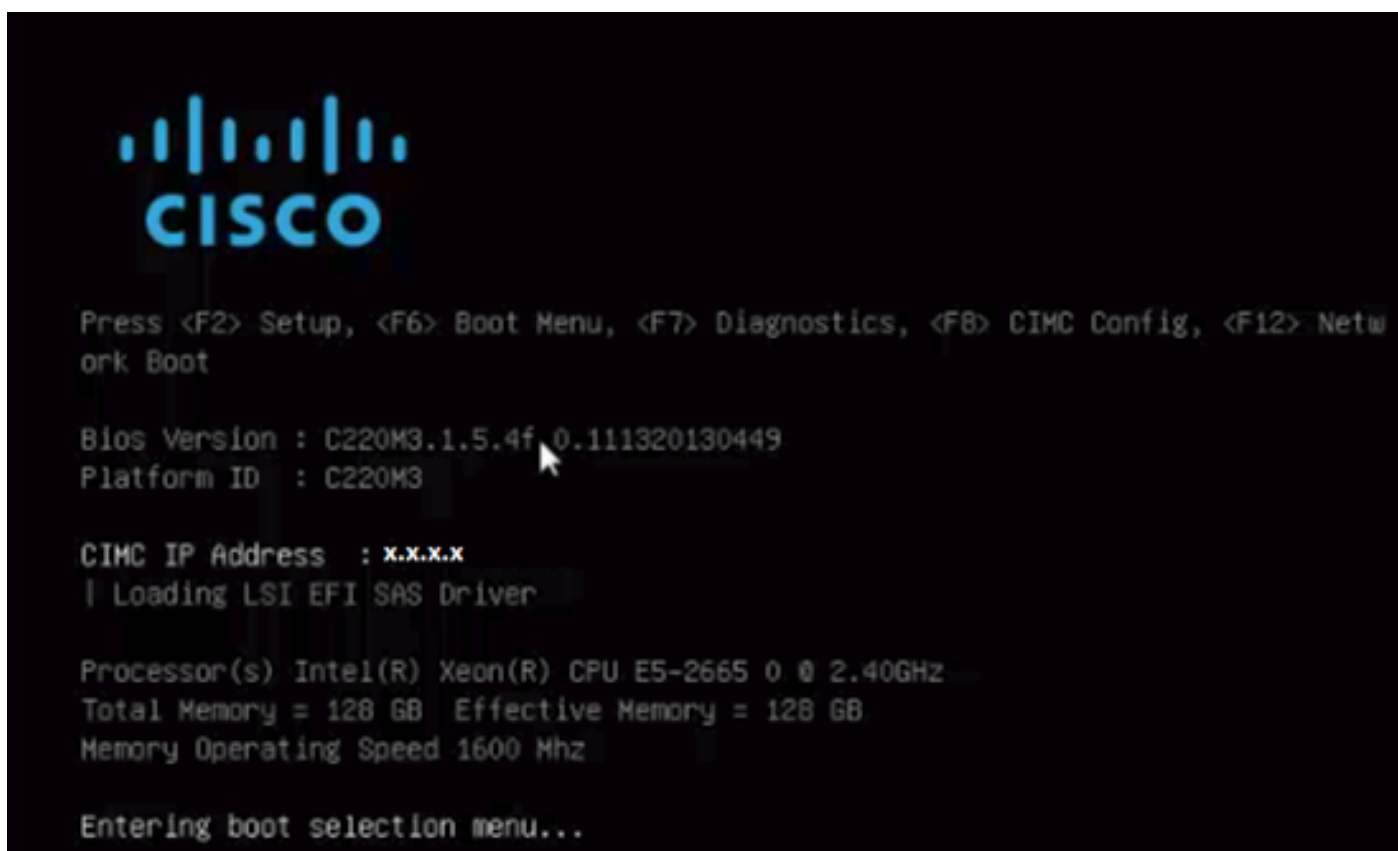 CISCO
Press <F2> Setup, <F6> Boot Menu, <F7> Diagnostics, <F8> CIMC Config, <F12> Netw
ork Boot
Bios Version : C220M3.1.5.4f.0.111320130449
Platform ID : C220M3
CIMC IP Address : x.x.x.x
| Loading LSI EFI SAS Driver
Processor(s) Intel(R) Xeon(R) CPU E5-2665 0 @ 2.40GHz
Total Memory = 128 GB Effective Memory = 128 GB
Memory Operating Speed 1600 Mhz
Entering boot selection menu...